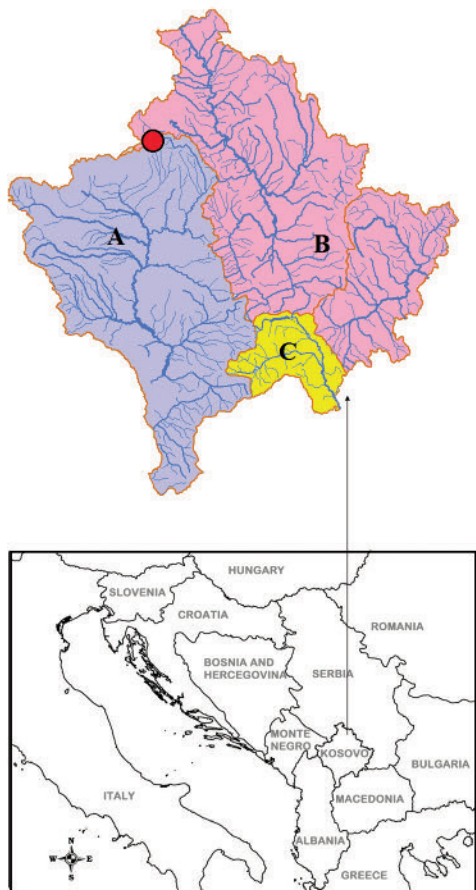 A
B
C
HUNGARY
SLOVENIA
CROATIA
ROMANIA
BOSNIA AND
HERCEGOVINA
SERBIA
MONTE
NEGRO
KOSOVO
BULGARIA
ITALY
MACEDONIA
ALBANIA
GREECE
N
W E
S